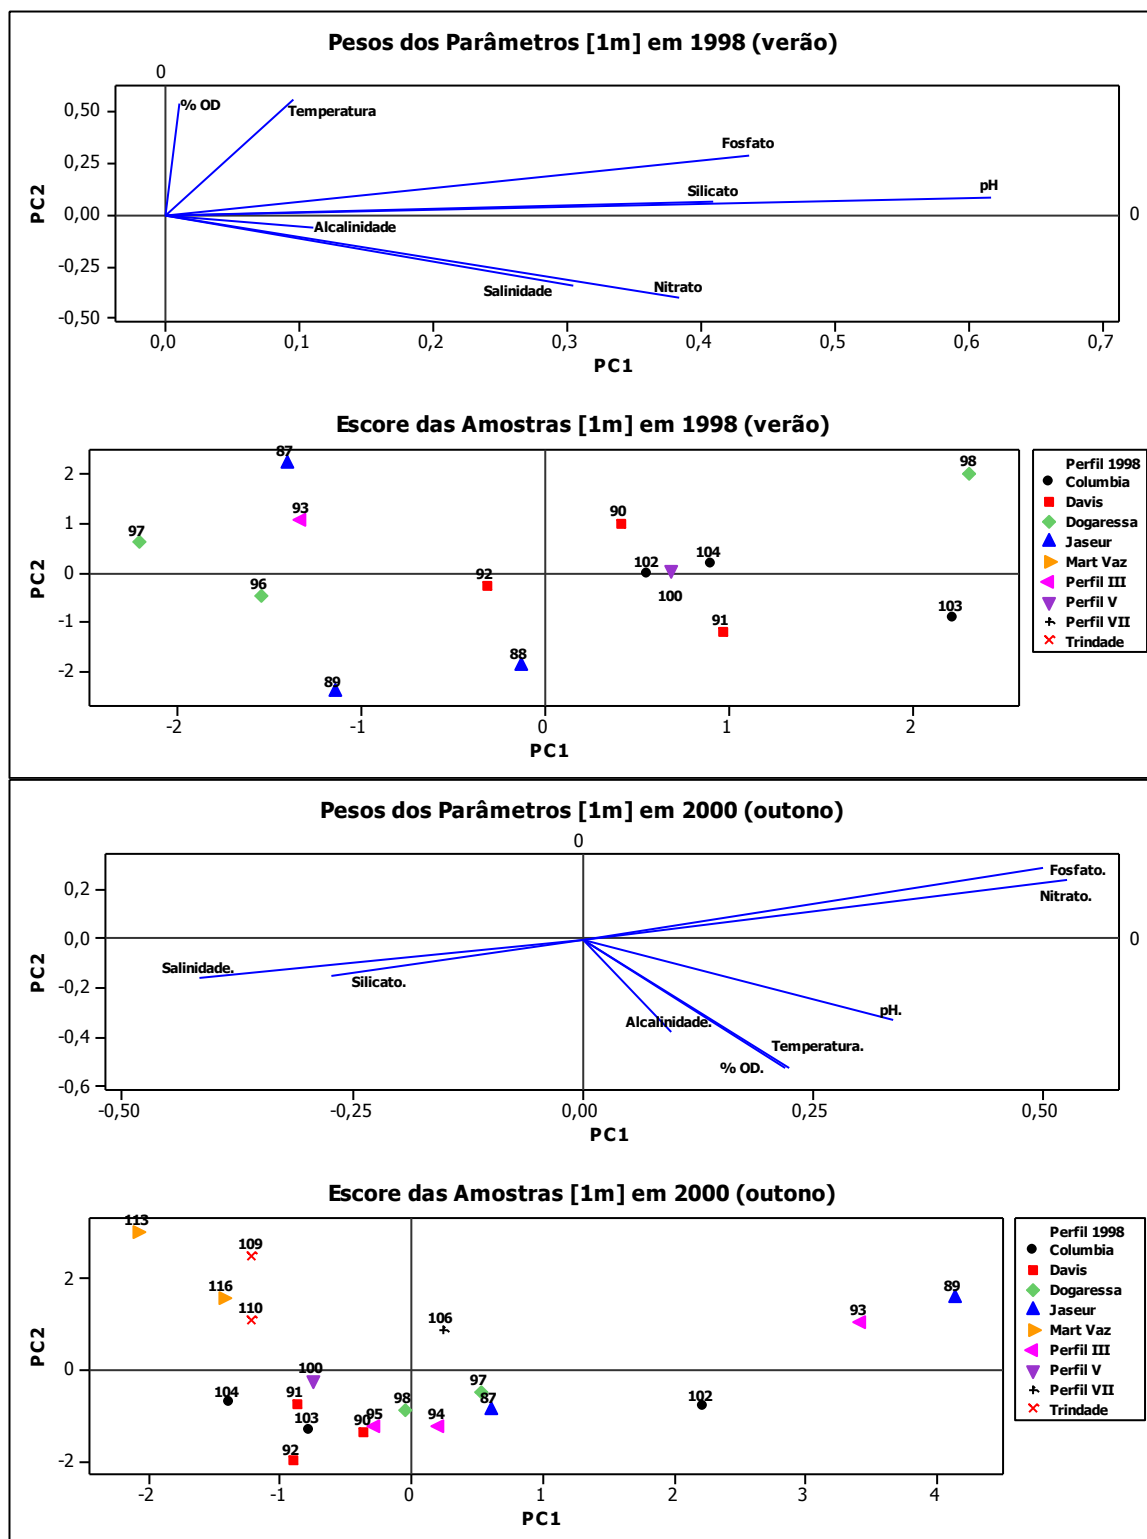 Pesos dos Parâmetros [1m] em 1998 (verão)
0
% OD
Temperatura
Fosfato
Silicato
pH
Alcalinidade
Salinidade
Nitrato
0
0,50
0,25
0,00
-0,25
-0,50
PC2
0,0 0,1 0,2 0,3 0,4 0,5 0,6 0,7
PC1
Escore das Amostras [1m] em 1998 (verão)
87
98
93
90
97
104
102
92
96
100
103
91
88
89
2
1
0
-1
-2
PC2
-2 -1 0 1 2
PC1
Perfil 1998
Columbia
Davis
Dogaressa
Jaseur
Mart Vaz
Perfil III
Perfil V
Perfil VII
Trindade
Pesos dos Parâmetros [1m] em 2000 (outono)
0
Fosfato.
Nitrato.
0
Salinidade.
Silicato.
pH.
Alcalinidade.
Temperatura.
% OD.
0,2
0,0
-0,2
-0,4
-0,6
PC2
-0,50 -0,25 0,00 0,25 0,50
PC1
Escore das Amostras [1m] em 2000 (outono)
113
109
116
110
106
93
89
100
97
104
91
98
87
102
103
90
95
94
92
2
0
-2
PC2
-2 -1 0 1 2 3 4
PC1
Perfil 1998
Columbia
Davis
Dogaressa
Jaseur
Mart Vaz
Perfil III
Perfil V
Perfil VII
Trindade